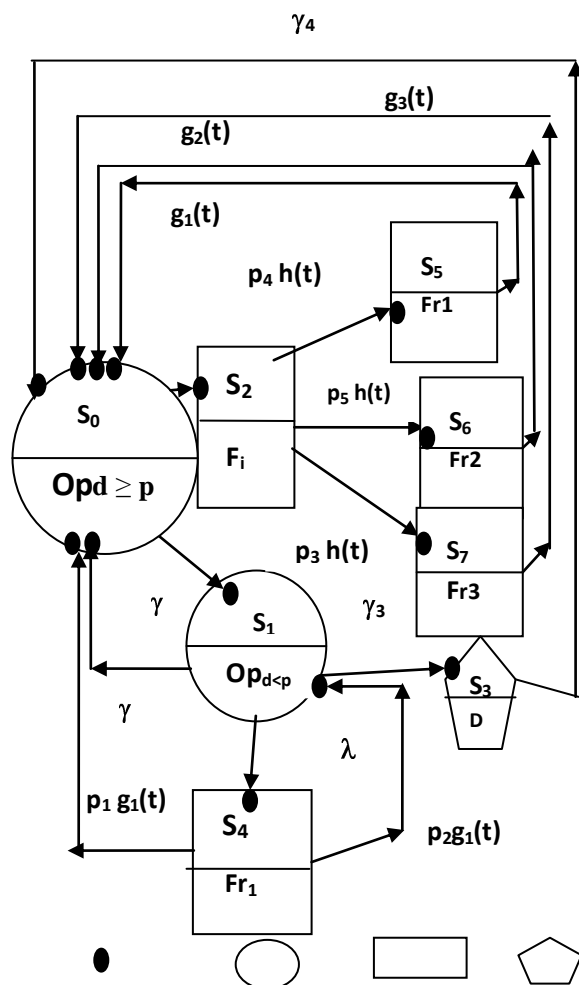 γ₄
g₃(t)
g₂(t)
g₁(t)
p₄ h(t)
S₅
Fr1
S₀
Opd ≥ p
S₂
Fᵢ
p₅ h(t)
S₆
Fr2
p₃ h(t)
S₇
Fr3
γ
γ₃
S₁
Op_{d<p}
S₃
D
γ
λ
p₁ g₁(t)
p₂g₁(t)
S₄
Fr₁